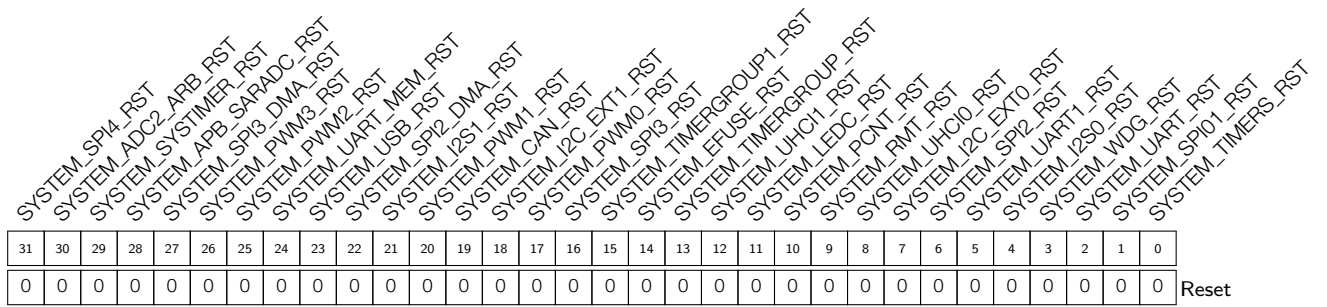 SYSTEM_SPI4_RST
SYSTEM_ADC2_ARB_RST
SYSTEM_SYSTIMER_RST
SYSTEM_APB_SARADC_RST
SYSTEM_SPI3_DMA_RST
SYSTEM_PWM3_RST
SYSTEM_PWM2_RST
SYSTEM_UART_MEM_RST
SYSTEM_USB_RST
SYSTEM_SPI2_DMA_RST
SYSTEM_I2S1_RST
SYSTEM_PWM1_RST
SYSTEM_CAN_RST
SYSTEM_I2C_EXT1_RST
SYSTEM_PWM0_RST
SYSTEM_SPI3_RST
SYSTEM_TIMERGROUP1_RST
SYSTEM_EFUSE_RST
SYSTEM_TIMERGROUP_RST
SYSTEM_UHCI1_RST
SYSTEM_LEDC_RST
SYSTEM_PCNT_RST
SYSTEM_RMT_RST
SYSTEM_UHCI0_RST
SYSTEM_I2C_EXT0_RST
SYSTEM_SPI2_RST
SYSTEM_UART1_RST
SYSTEM_I2S0_RST
SYSTEM_WDG_RST
SYSTEM_UART_RST
SYSTEM_SPI01_RST
SYSTEM_TIMERS_RST
31 30 29 28 27 26 25 24 23 22 21 20 19 18 17 16 15 14 13 12 11 10 9 8 7 6 5 4 3 2 1 0
0 0 0 0 0 0 0 0 0 0 0 0 0 0 0 0 0 0 0 0 0 0 0 0 0 0 0 0 0 0 0 0 Reset